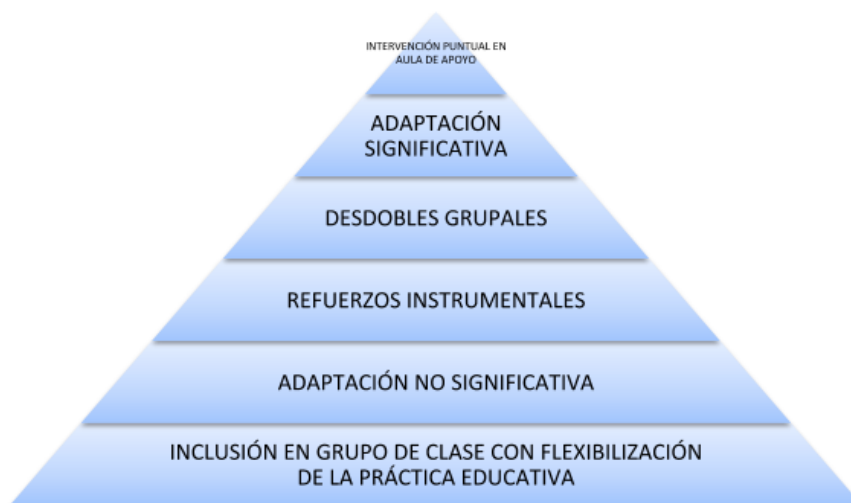 INTERVENCIÓN PUNTUAL EN
AULA DE APOYO
ADAPTACIÓN
SIGNIFICATIVA
DESDOBLES GRUPALES
REFUERZOS INSTRUMENTALES
ADAPTACIÓN NO SIGNIFICATIVA
INCLUSIÓN EN GRUPO DE CLASE CON FLEXIBILIZACIÓN
DE LA PRÁCTICA EDUCATIVA